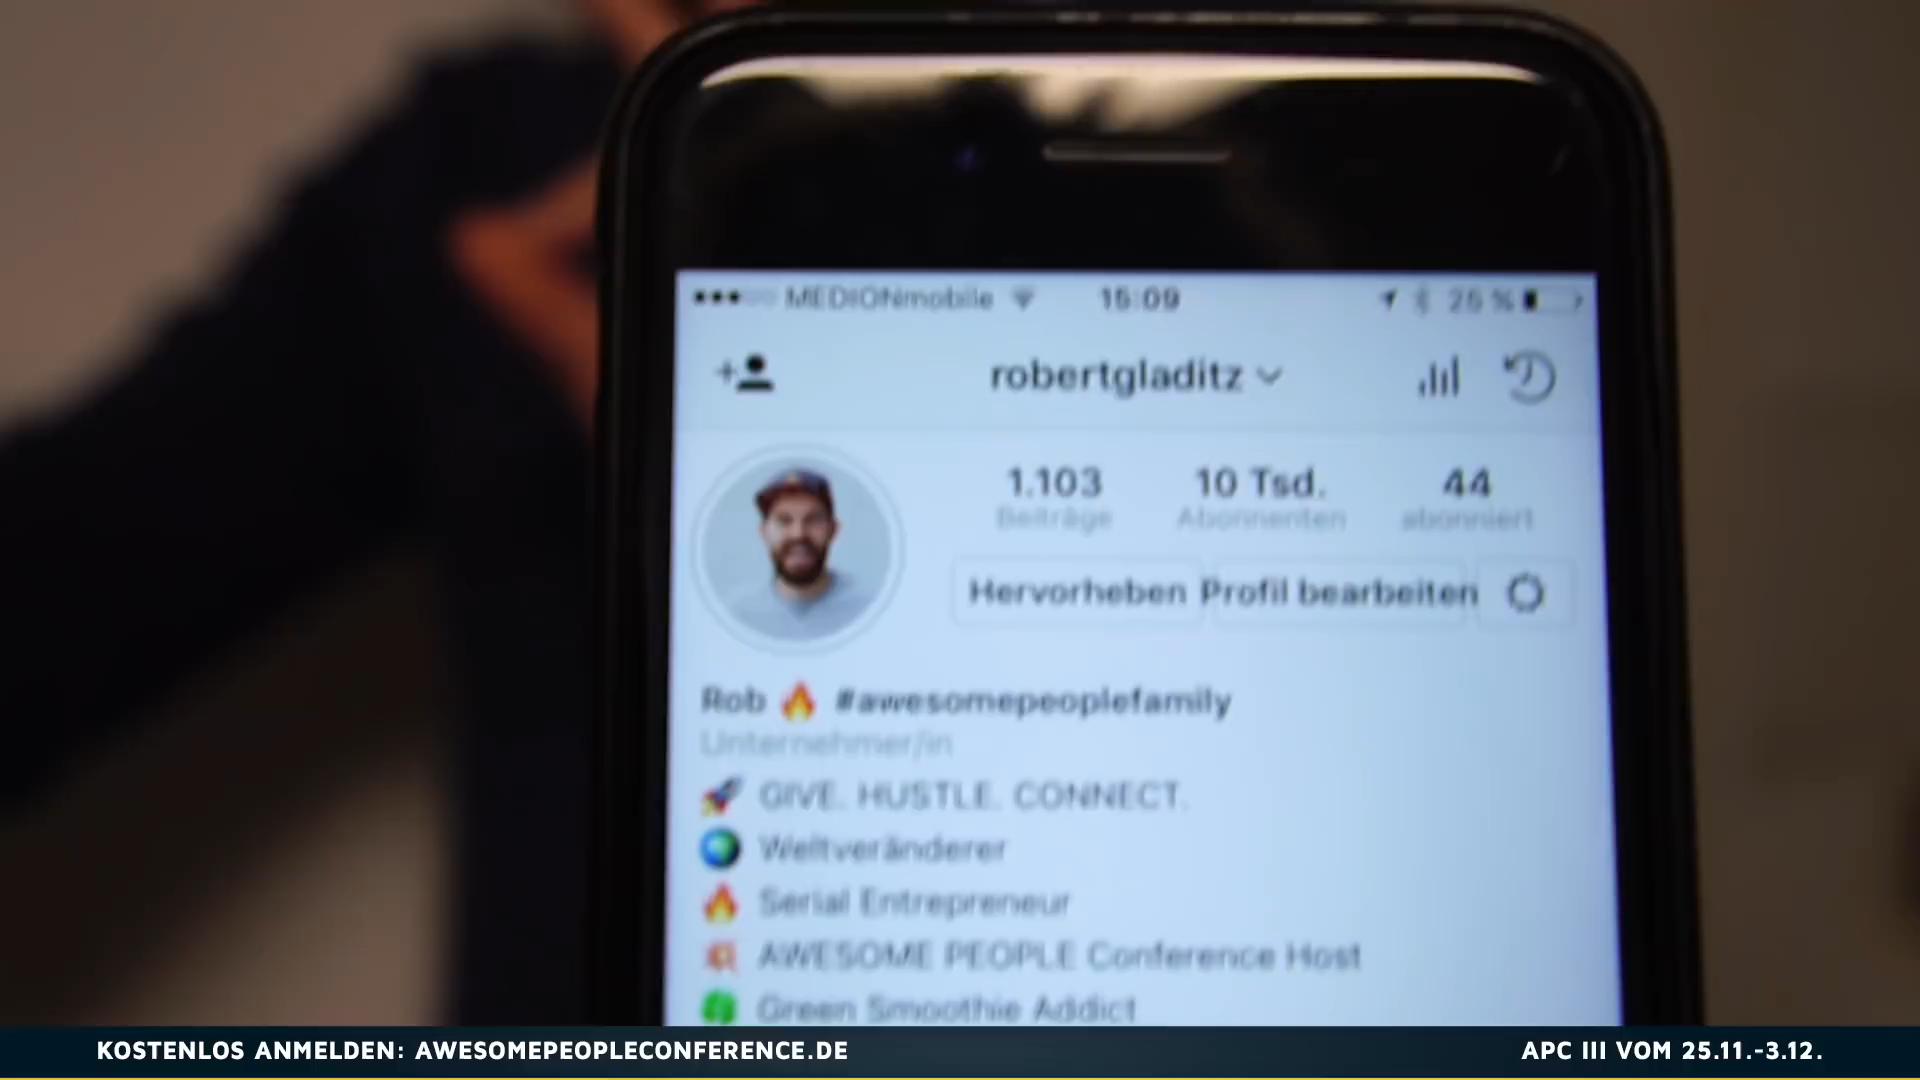 MEDIONmobile 15:09 25 %
robertgladitz
1.103 10 Tsd. 44
Beiträge Abonnenten abonniert
Hervorheben Profil bearbeiten
Rob 🔥 #awesomepeoplefamily
Unternehmer/in
🚀 GIVE. HUSTLE. CONNECT.
🌍 Weltveränderer
🔥 Serial Entrepreneur
💥 AWESOME PEOPLE Conference Host
Green Smoothie Addict
KOSTENLOS ANMELDEN: AWESOMEPEOPLECONFERENCE.DE
APC III VOM 25.11.-3.12.